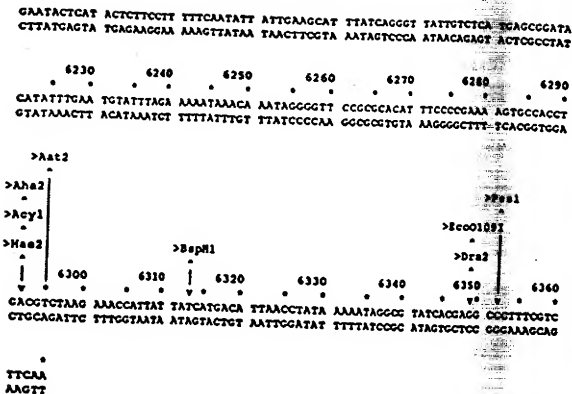 GAATACTCAT ACTCTTCCTT TTTCAATATT ATTGAAGCAT TTATCAGGGT TATTGTCTCA TGAGCGGATA
CTTATGAGTA TGAGAAGGAA AAAGTTATAA TAACTTCGTA AATAGTCCCA ATAACAGAGT ACTCGCCTAT
6230 6240 6250 6260 6270 6280 6290
CATATTTGAA TGTATTTAGA AAAATAAACA AATAGGGGTT CCGCGCACAT TTCCCCGAAA AGTGCCACCT
GTATAAACTT ACATAAATCT TTTTATTTGT TTATCCCCAA GGCGCGTGTA AAGGGGCTTT TCACGGTGGA
>Aat2
>Aha2 >Pss1
>Acy1 >EcoO109I
>Hae2 >BspH1 >Dra2
6300 6310 6320 6330 6340 6350 6360
GACGTCTAAG AAACCATTAT TATCATGACA TTAACCTATA AAAATAGGCG TATCACGAGG CCCTTTCGTC
CTGCAGATTC TTTGGTAATA ATAGTACTGT AATTGGATAT TTTTATCCGC ATAGTGCTCC GGGAAAGCAG
TTCAA
AAGTT